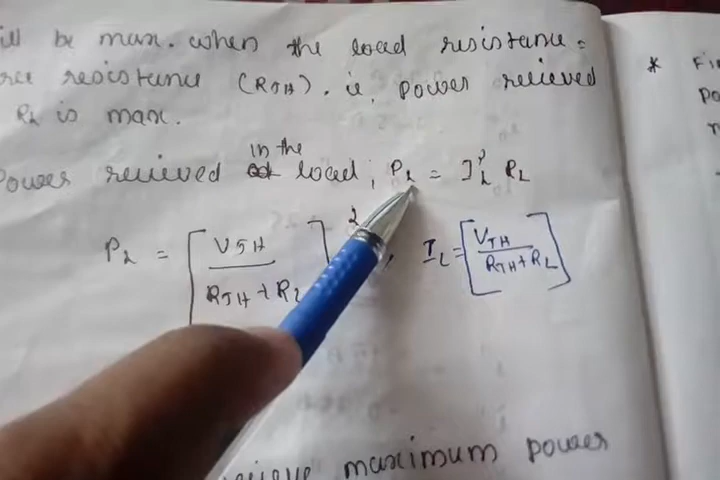 be max. when the load resistance =
resistance (RTH). ie, power recieved
RL is max.
Power recieved in the load; PL = IL² RL
PL = [VTH / RTH + RL]², IL = [VTH / RTH + RL]
maximum power
*